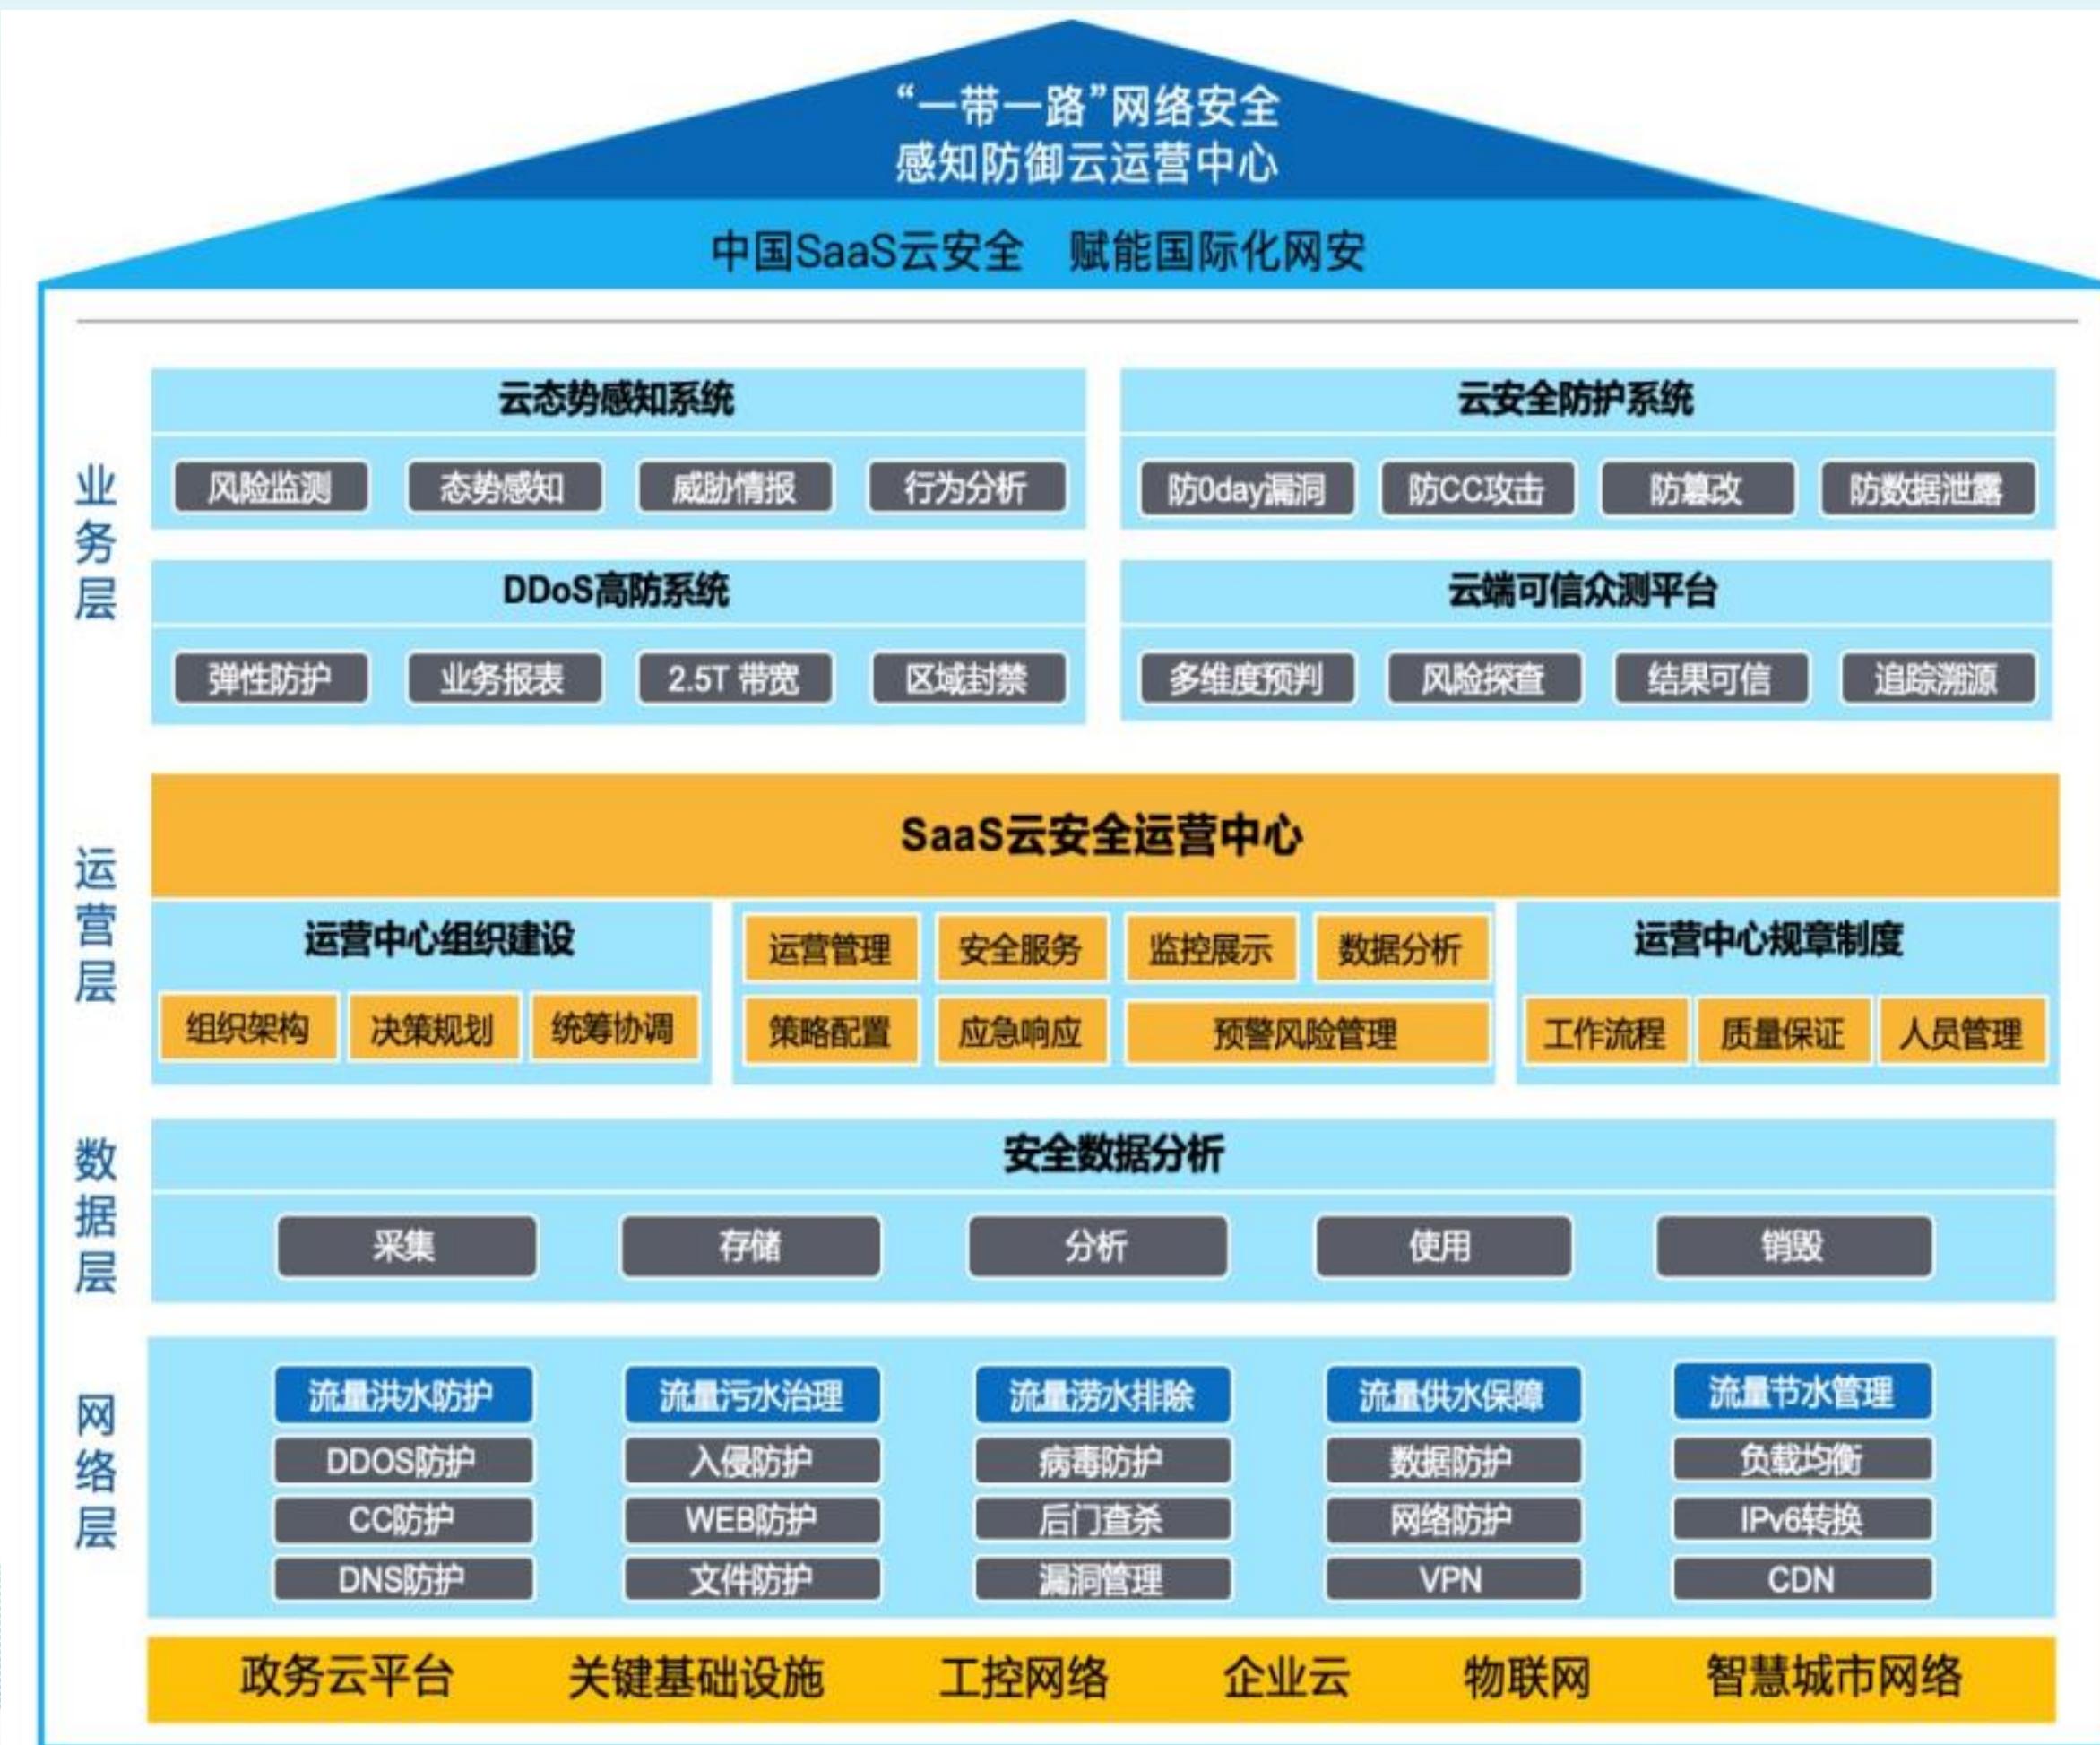 “一带一路”网络安全
感知防御云运营中心
中国SaaS云安全 赋能国际化网安
业务层
云态势感知系统
风险监测 态势感知 威胁情报 行为分析
云安全防护系统
防0day漏洞 防CC攻击 防篡改 防数据泄露
DDoS高防系统
弹性防护 业务报表 2.5T 带宽 区域封禁
云端可信众测平台
多维度预判 风险探查 结果可信 追踪溯源
运营层
SaaS云安全运营中心
运营中心组织建设
组织架构 决策规划 统筹协调
运营管理 安全服务 监控展示 数据分析
策略配置 应急响应 预警风险管理
运营中心规章制度
工作流程 质量保证 人员管理
数据层
安全数据分析
采集 存储 分析 使用 销毁
网络层
流量洪水防护 流量污水治理 流量涝水排除 流量供水保障 流量节水管理
DDOS防护 入侵防护 病毒防护 数据防护 负载均衡
CC防护 WEB防护 后门查杀 网络防护 IPv6转换
DNS防护 文件防护 漏洞管理 VPN CDN
政务云平台 关键基础设施 工控网络 企业云 物联网 智慧城市网络